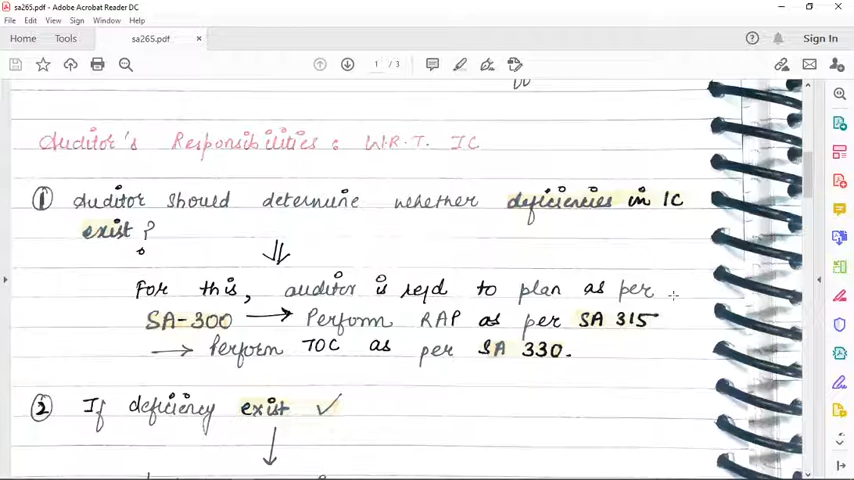 sa265.pdf - Adobe Acrobat Reader DC
File Edit View Sign Window Help
Home Tools sa265.pdf × Sign In
1 / 3
Auditor's Responsibilities : W.R.T. IC
① Auditor should determine whether deficiencies in IC
exist?
For this, auditor is reqd to plan as per
SA-300 → Perform RAP as per SA 315
→ Perform TOC as per SA 330.
② If deficiency exist ✓